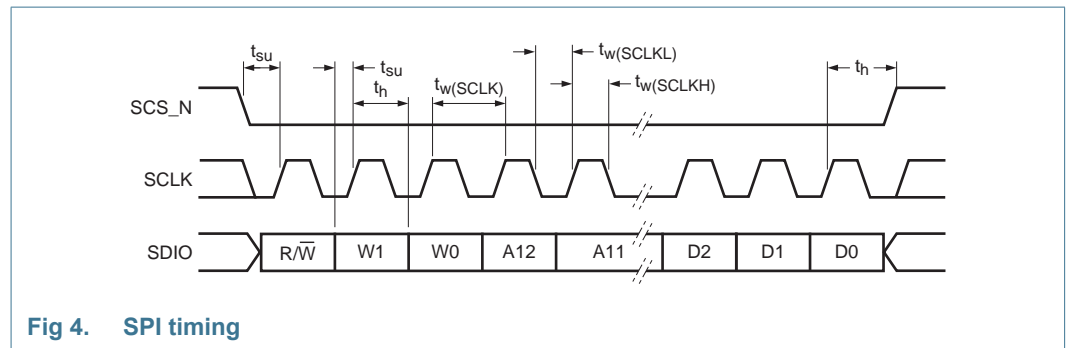 tsu
tsu
th
tw(SCLK)
tw(SCLKL)
tw(SCLKH)
th
SCS_N
SCLK
SDIO R/W̅ W1 W0 A12 A11 D2 D1 D0
Fig 4. SPI timing